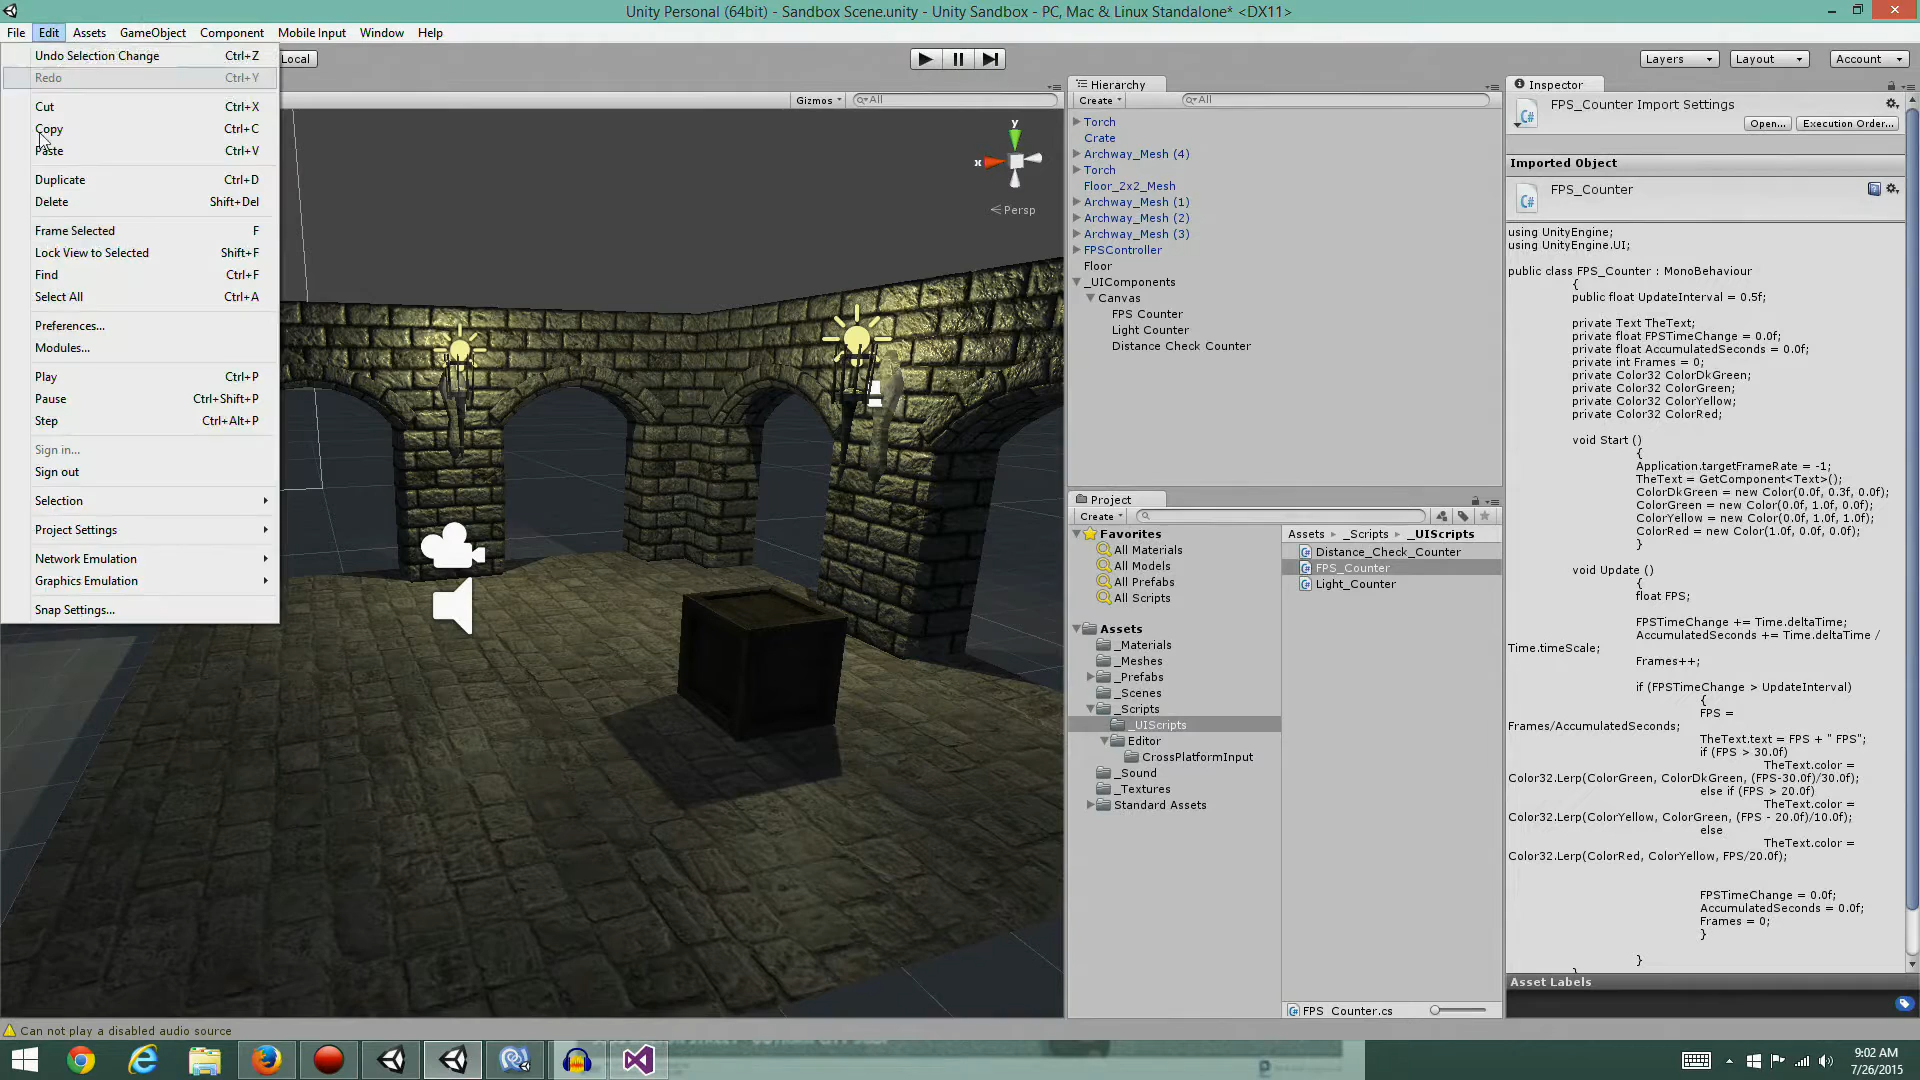 Unity Personal (64bit) - Sandbox Scene.unity - Unity Sandbox - PC, Mac & Linux Standalone* <DX11>
File Edit Assets GameObject Component Mobile Input Window Help
Local
Layers Layout Account
Undo Selection Change Ctrl+Z
Redo Ctrl+Y
Cut Ctrl+X
Copy Ctrl+C
Paste Ctrl+V
Duplicate Ctrl+D
Delete Shift+Del
Frame Selected F
Lock View to Selected Shift+F
Find Ctrl+F
Select All Ctrl+A
Preferences...
Modules...
Play Ctrl+P
Pause Ctrl+Shift+P
Step Ctrl+Alt+P
Sign in...
Sign out
Selection
Project Settings
Network Emulation
Graphics Emulation
Snap Settings...
Gizmos All
y
x
Persp
Hierarchy
Create All
Torch
Crate
Archway_Mesh (4)
Torch
Floor_2x2_Mesh
Archway_Mesh (1)
Archway_Mesh (2)
Archway_Mesh (3)
FPSController
Floor
_UIComponents
Canvas
FPS Counter
Light Counter
Distance Check Counter
Project
Create
Favorites
All Materials
All Models
All Prefabs
All Scripts
Assets
_Materials
_Meshes
_Prefabs
_Scenes
_Scripts
_UIScripts
Editor
CrossPlatformInput
_Sound
_Textures
Standard Assets
Assets _Scripts _UIScripts
Distance_Check_Counter
FPS_Counter
Light_Counter
FPS_Counter.cs
Inspector
FPS_Counter Import Settings
Open... Execution Order...
Imported Object
FPS_Counter
using UnityEngine;
using UnityEngine.UI;
public class FPS_Counter : MonoBehaviour
{
public float UpdateInterval = 0.5f;
private Text TheText;
private float FPSTimeChange = 0.0f;
private float AccumulatedSeconds = 0.0f;
private int Frames = 0;
private Color32 ColorDkGreen;
private Color32 ColorGreen;
private Color32 ColorYellow;
private Color32 ColorRed;
void Start ()
{
Application.targetFrameRate = -1;
TheText = GetComponent<Text>();
ColorDkGreen = new Color(0.0f, 0.3f, 0.0f);
ColorGreen = new Color(0.0f, 1.0f, 0.0f);
ColorYellow = new Color(0.0f, 1.0f, 1.0f);
ColorRed = new Color(1.0f, 0.0f, 0.0f);
}
void Update ()
{
float FPS;
FPSTimeChange += Time.deltaTime;
AccumulatedSeconds += Time.deltaTime /
Time.timeScale;
Frames++;
if (FPSTimeChange > UpdateInterval)
{
FPS =
Frames/AccumulatedSeconds;
TheText.text = FPS + " FPS";
if (FPS > 30.0f)
TheText.color =
Color32.Lerp(ColorGreen, ColorDkGreen, (FPS-30.0f)/30.0f);
else if (FPS > 20.0f)
TheText.color =
Color32.Lerp(ColorYellow, ColorGreen, (FPS - 20.0f)/10.0f);
else
TheText.color =
Color32.Lerp(ColorRed, ColorYellow, FPS/20.0f);
FPSTimeChange = 0.0f;
AccumulatedSeconds = 0.0f;
Frames = 0;
}
}
Asset Labels
Can not play a disabled audio source
9:02 AM
7/26/2015